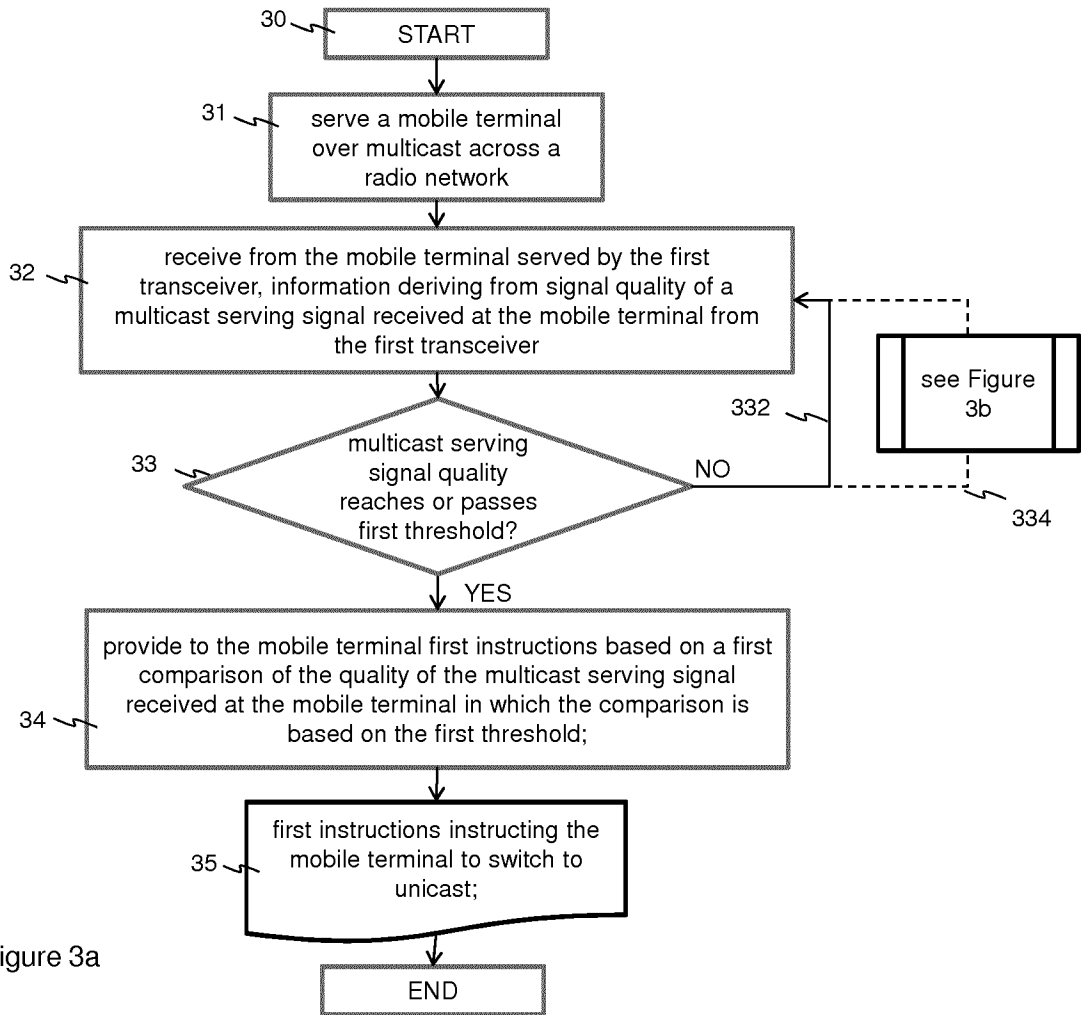 30
START
31
serve a mobile terminal
over multicast across a
radio network
32
receive from the mobile terminal served by the first
transceiver, information deriving from signal quality of a
multicast serving signal received at the mobile terminal from
the first transceiver
see Figure
3b
332
33
multicast serving
signal quality
reaches or passes
first threshold?
NO
334
YES
34
provide to the mobile terminal first instructions based on a first
comparison of the quality of the multicast serving signal
received at the mobile terminal in which the comparison is
based on the first threshold;
35
first instructions instructing the
mobile terminal to switch to
unicast;
igure 3a
END